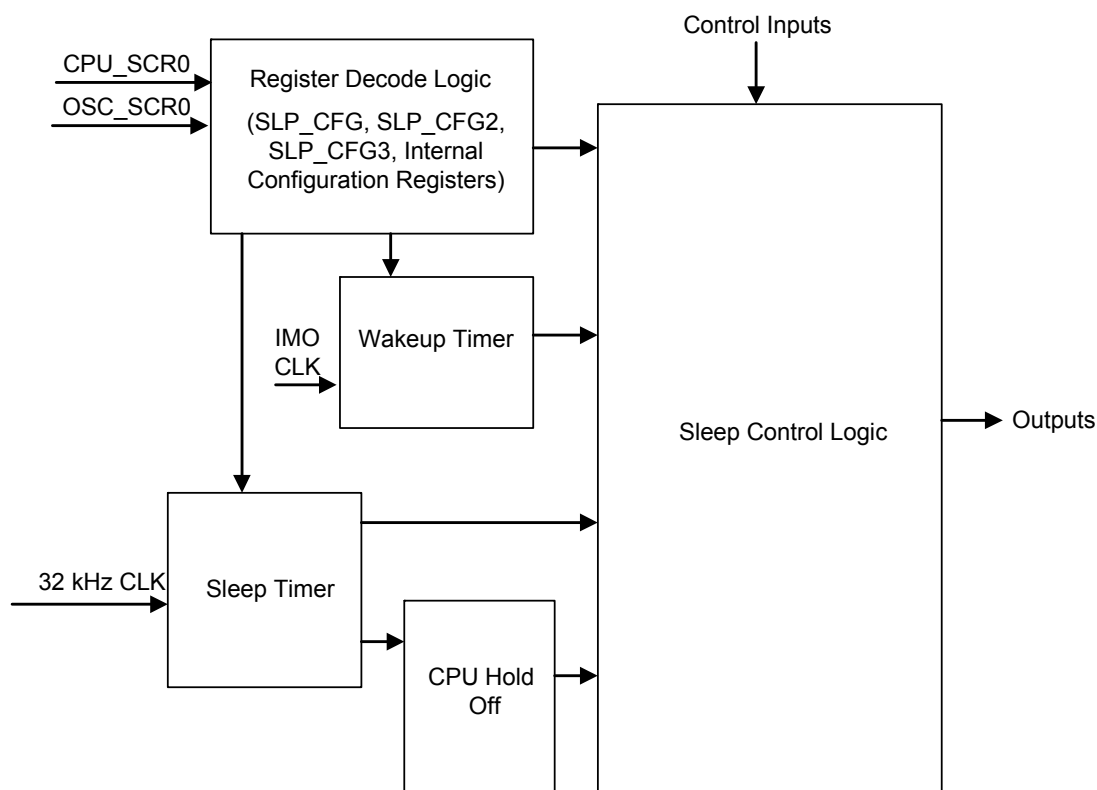 Control Inputs
CPU_SCR0
OSC_SCR0
Register Decode Logic
(SLP_CFG, SLP_CFG2,
SLP_CFG3, Internal
Configuration Registers)
IMO
CLK
Wakeup Timer
Sleep Control Logic
Outputs
32 kHz CLK
Sleep Timer
CPU Hold
Off